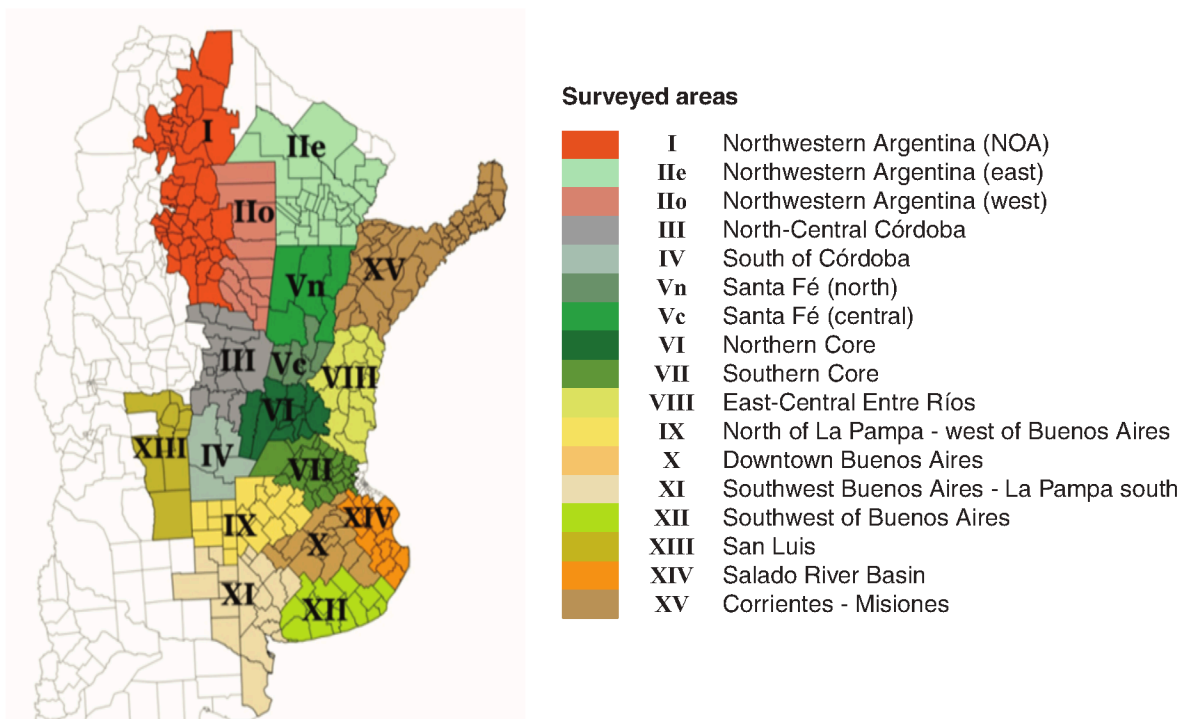 I
IIe
IIo
XV
Vn
III
Vc
VIII
VI
XIII
IV
VII
IX
XIV
X
XI
XII
Surveyed areas
I Northwestern Argentina (NOA)
IIe Northwestern Argentina (east)
IIo Northwestern Argentina (west)
III North-Central Córdoba
IV South of Córdoba
Vn Santa Fé (north)
Vc Santa Fé (central)
VI Northern Core
VII Southern Core
VIII East-Central Entre Ríos
IX North of La Pampa - west of Buenos Aires
X Downtown Buenos Aires
XI Southwest Buenos Aires - La Pampa south
XII Southwest of Buenos Aires
XIII San Luis
XIV Salado River Basin
XV Corrientes - Misiones